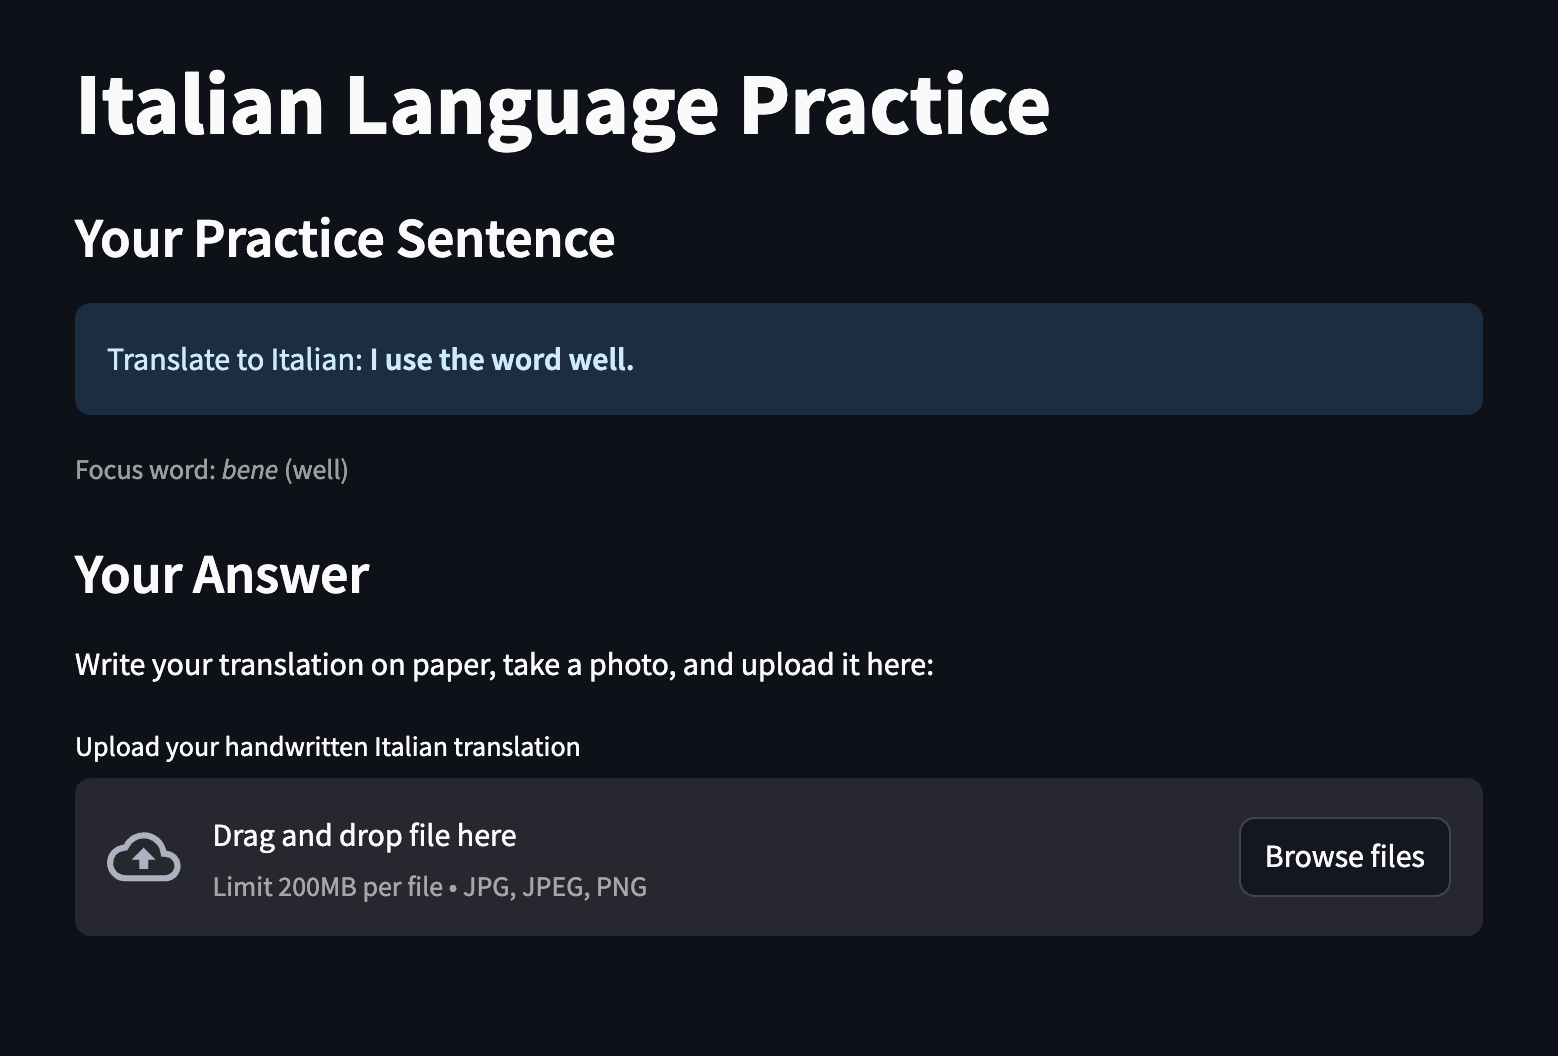 Italian Language Practice
Your Practice Sentence
Translate to Italian: I use the word well.
Focus word: bene (well)
Your Answer
Write your translation on paper, take a photo, and upload it here:
Upload your handwritten Italian translation
Drag and drop file here
Limit 200MB per file • JPG, JPEG, PNG
Browse files